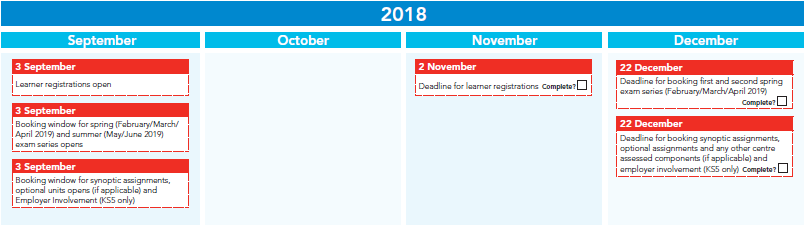 2018
September
October
November
December
3 September
Learner registrations open
3 September
Booking window for spring (February/March/
April 2019) and summer (May/June 2019)
exam series opens
3 September
Booking window for synoptic assignments,
optional units opens (if applicable) and
Employer Involvement (KS5 only)
2 November
Deadline for learner registrations Complete?
22 December
Deadline for booking first and second spring
exam series (February/March/April 2019)
Complete?
22 December
Deadline for booking synoptic assignments,
optional assignments and any other centre
assessed components (if applicable) and
employer involvement (KS5 only) Complete?